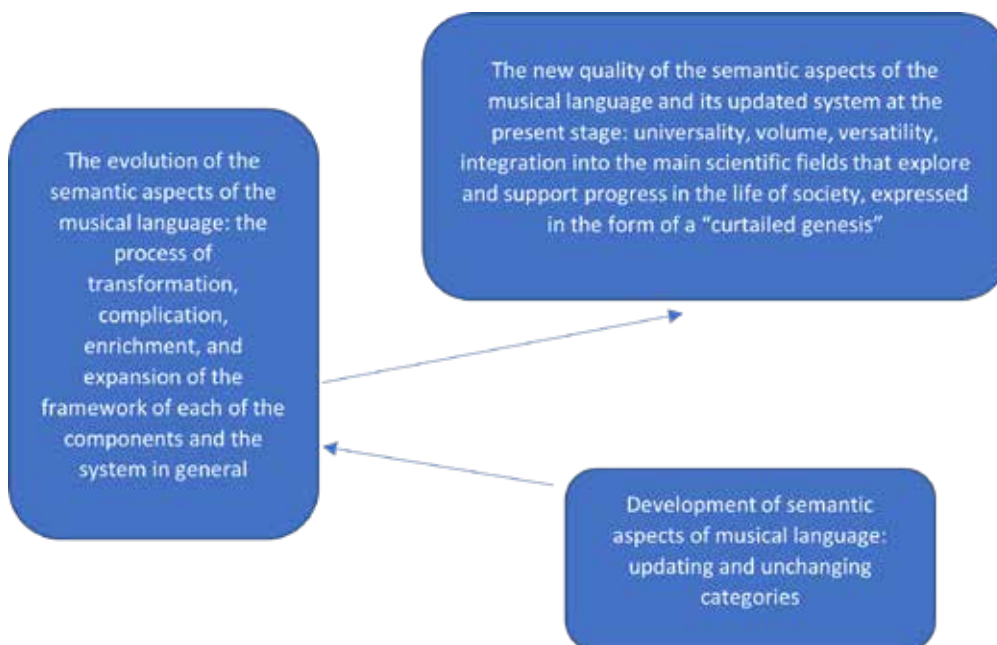 The evolution of the
semantic aspects of the
musical language: the
process of
transformation,
complication,
enrichment, and
expansion of the
framework of each of the
components and the
system in general
The new quality of the semantic aspects of the
musical language and its updated system at the
present stage: universality, volume, versatility,
integration into the main scientific fields that explore
and support progress in the life of society, expressed
in the form of a “curtailed genesis”
Development of semantic
aspects of musical language:
updating and unchanging
categories